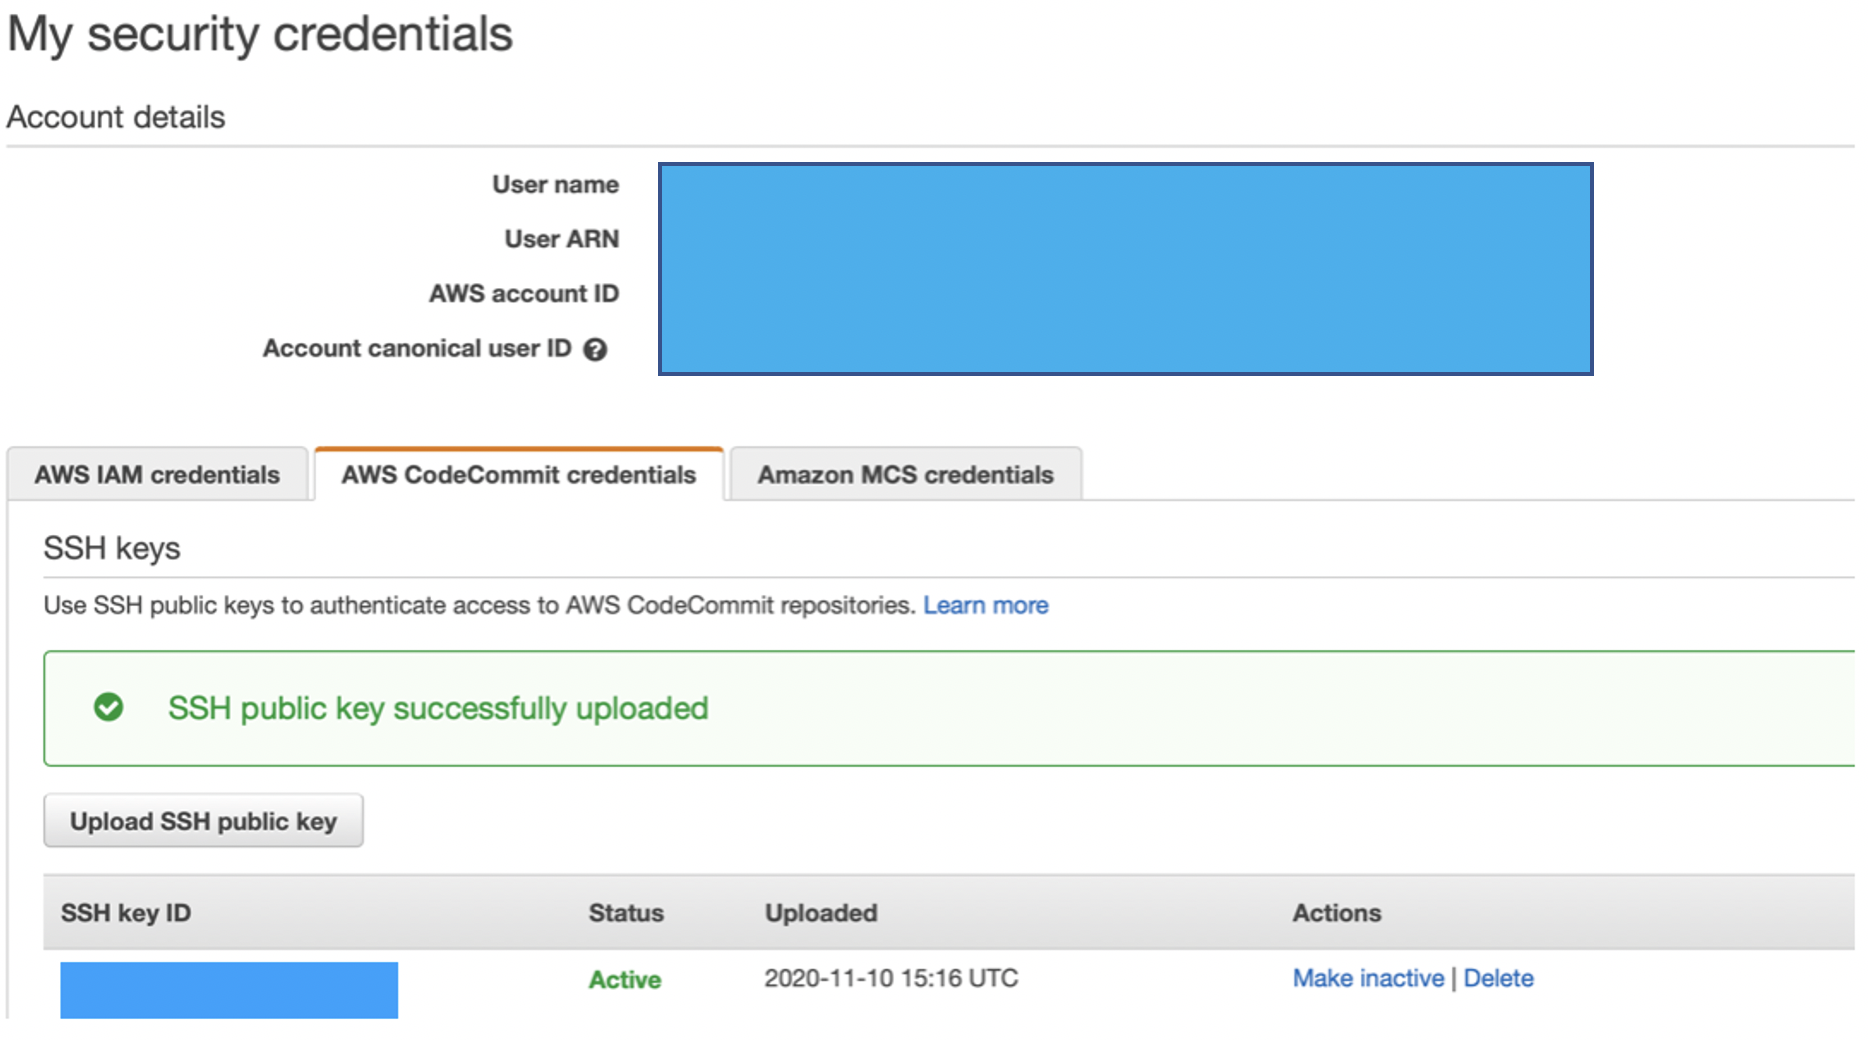 My security credentials
Account details
User name
User ARN
AWS account ID
Account canonical user ID ?
AWS IAM credentials AWS CodeCommit credentials Amazon MCS credentials
SSH keys
Use SSH public keys to authenticate access to AWS CodeCommit repositories. Learn more
SSH public key successfully uploaded
Upload SSH public key
SSH key ID Status Uploaded Actions
Active 2020-11-10 15:16 UTC Make inactive | Delete